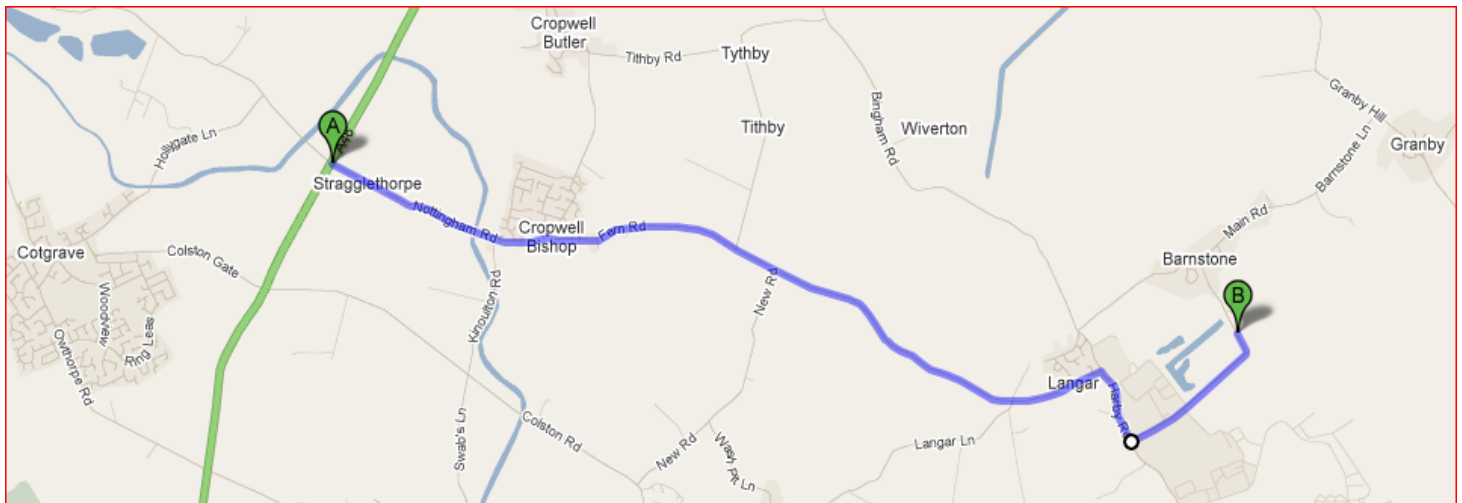 Cropwell
Butler
Tithby Rd
Tythby
Tithby
Bingham Rd
Wiverton
Granby Hill
Granby
Barnstone Ln
Main Rd
Barnstone
Hollygate Ln
A
Stragglethorpe
Nottingham Rd
Cropwell
Bishop
Fern Rd
Cotgrave
Colston Gate
Woodview
Ring Leas
Owthorpe Rd
Kinoulton Rd
New Rd
B
Langar
Harby R
Langar Ln
Colston Rd
Swab's Ln
New Rd
Wash Pit Ln